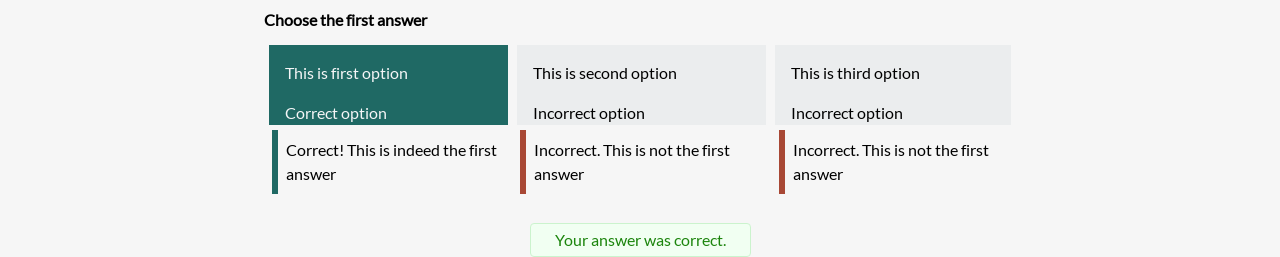 Choose the first answer
This is first option
Correct option
Correct! This is indeed the first
answer
This is second option
Incorrect option
Incorrect. This is not the first
answer
This is third option
Incorrect option
Incorrect. This is not the first
answer
Your answer was correct.